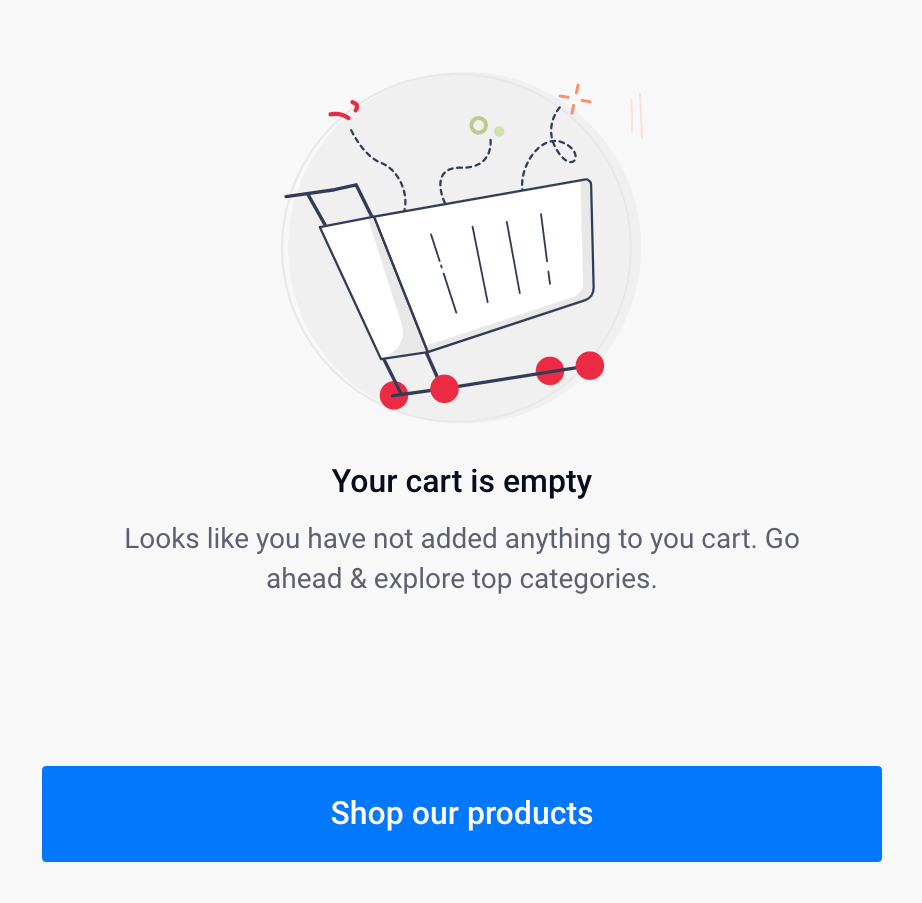 Your cart is empty
Looks like you have not added anything to you cart. Go
ahead & explore top categories.
Shop our products